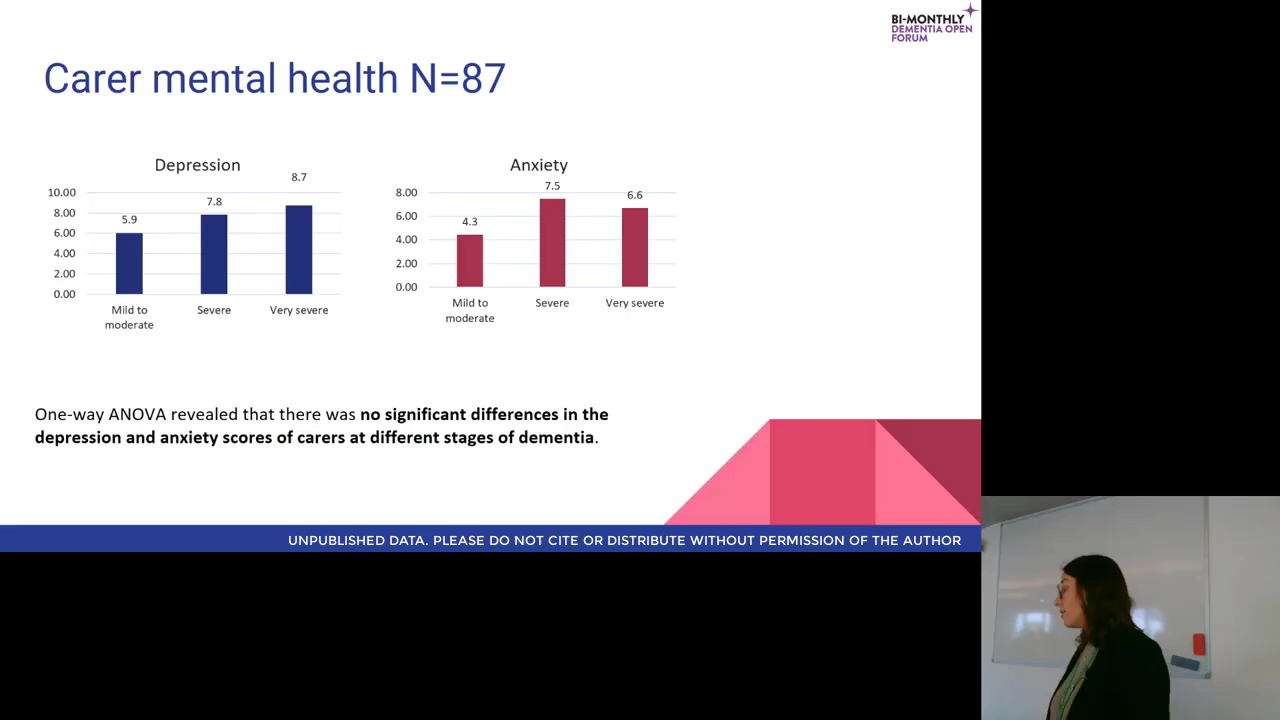 BI-MONTHLY
DEMENTIA OPEN
FORUM
Carer mental health N=87
Depression
10.00
8.00
6.00
4.00
2.00
0.00
5.9
7.8
8.7
Mild to
moderate
Severe
Very severe
Anxiety
8.00
6.00
4.00
2.00
0.00
4.3
7.5
6.6
Mild to
moderate
Severe
Very severe
One-way ANOVA revealed that there was no significant differences in the
depression and anxiety scores of carers at different stages of dementia.
UNPUBLISHED DATA. PLEASE DO NOT CITE OR DISTRIBUTE WITHOUT PERMISSION OF THE AUTHOR